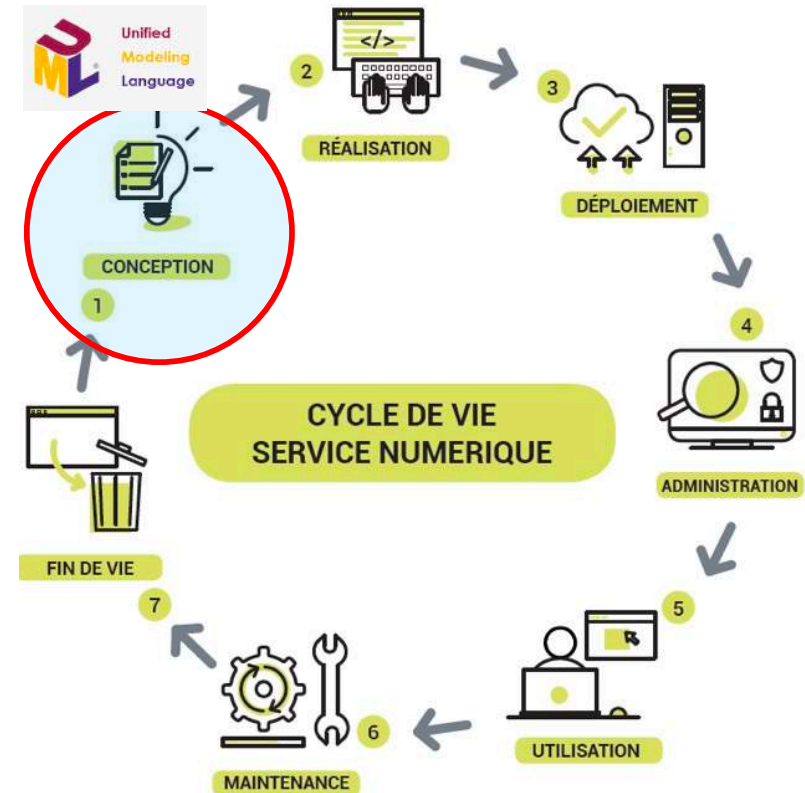 UML
Unified
Modeling
Language
CONCEPTION
1
2
</>
RÉALISATION
3
DÉPLOIEMENT
4
ADMINISTRATION
CYCLE DE VIE
SERVICE NUMERIQUE
5
UTILISATION
6
MAINTENANCE
7
FIN DE VIE